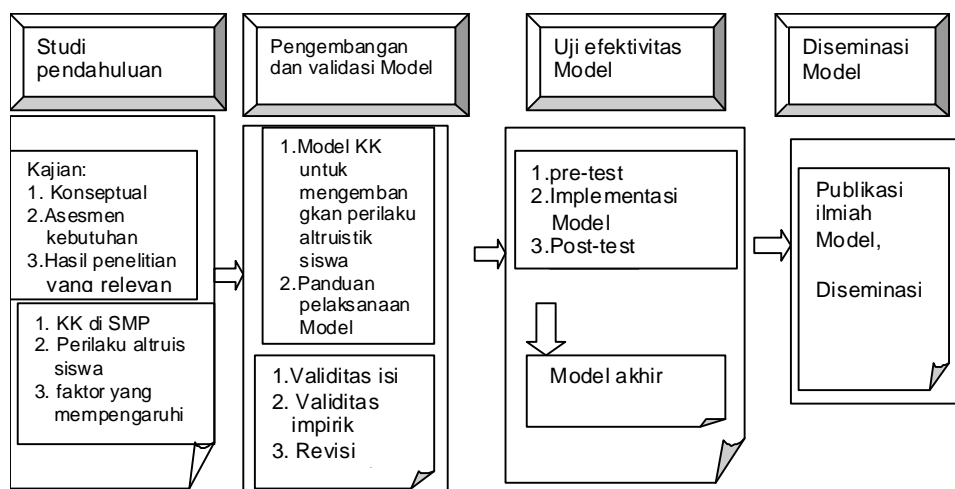 Studi
pendahuluan
Pengembangan
dan validasi Model
Uji efektivitas
Model
Diseminasi
Model
Kajian:
1. Konseptual
2.Asesmen
kebutuhan
3.Hasil penelitian
yang relevan
1. KK di SMP
2. Perilaku altruis
siswa
3. faktor yang
mempengaruhi
1.Model KK
untuk
mengemban
gkan perilaku
altruistik
siswa
2.Panduan
pelaksanaan
Model
1.Validitas isi
2. Validitas
impirik
3. Revisi
1.pre-test
2.Implementasi
Model
3.Post-test
Model akhir
Publikasi
ilmiah
Model,
Diseminasi